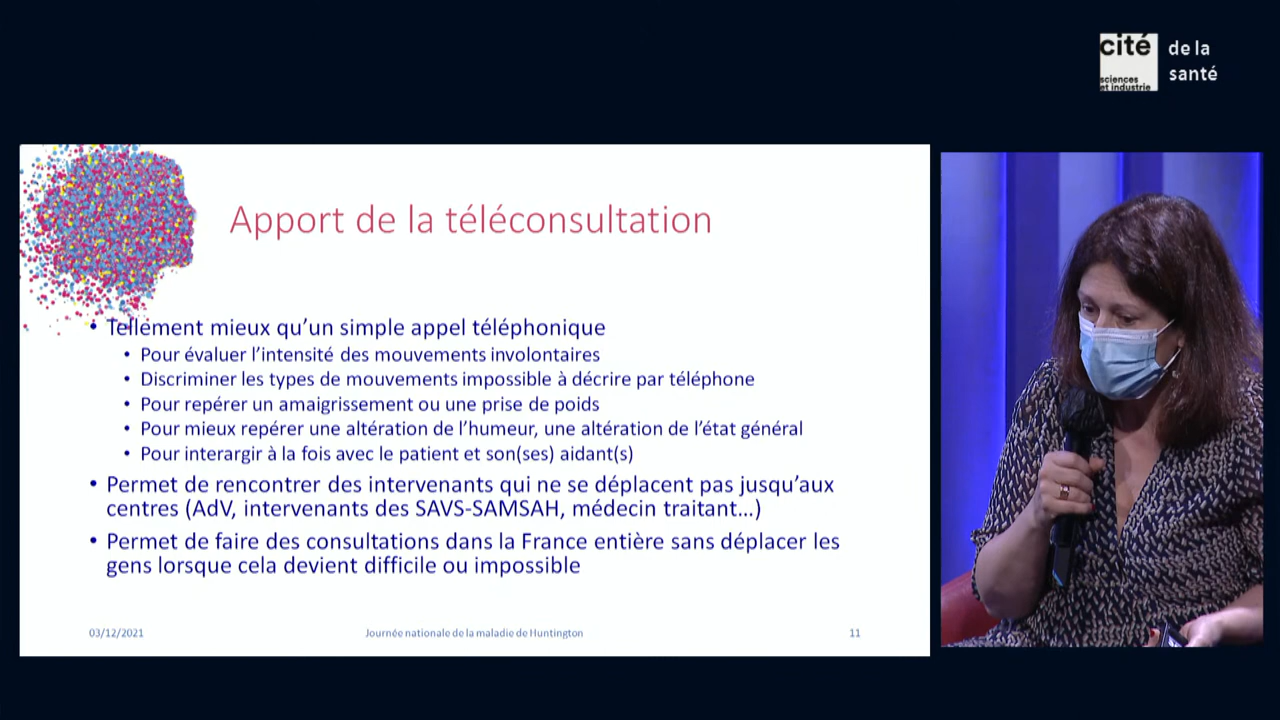 cité
sciences
et industrie
de la
santé
Apport de la téléconsultation
• Tellement mieux qu'un simple appel téléphonique
• Pour évaluer l'intensité des mouvements involontaires
• Discriminer les types de mouvements impossible à décrire par téléphone
• Pour repérer un amaigrissement ou une prise de poids
• Pour mieux repérer une altération de l'humeur, une altération de l'état général
• Pour interargir à la fois avec le patient et son(ses) aidant(s)
• Permet de rencontrer des intervenants qui ne se déplacent pas jusqu'aux
centres (AdV, intervenants des SAVS-SAMSAH, médecin traitant…)
• Permet de faire des consultations dans la France entière sans déplacer les
gens lorsque cela devient difficile ou impossible
03/12/2021
Journée nationale de la maladie de Huntington
11